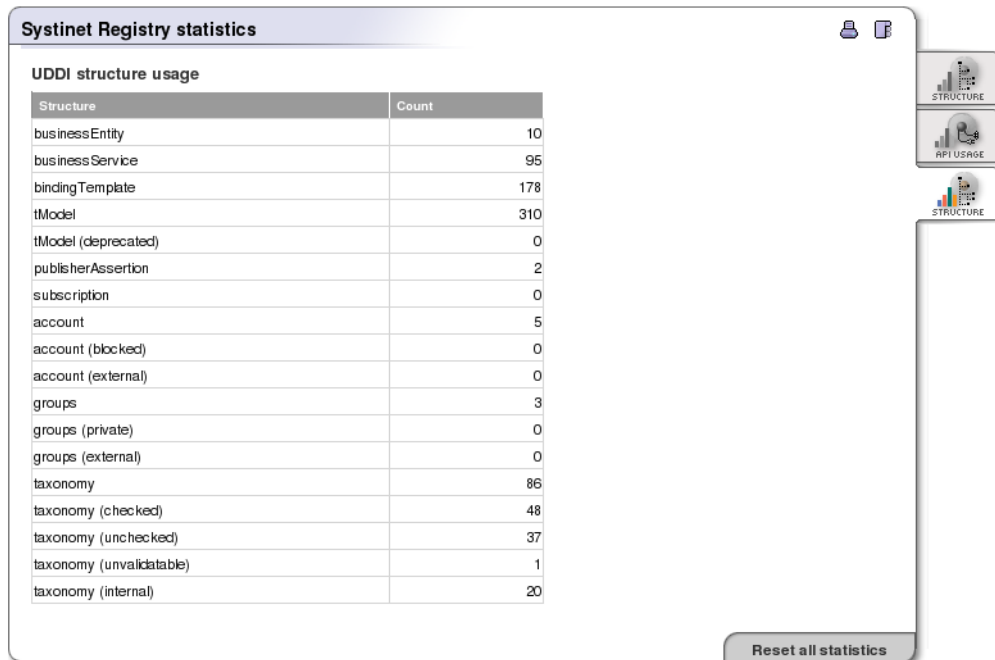 Systinet Registry statistics
UDDI structure usage
Structure Count
businessEntity 10
businessService 95
bindingTemplate 178
tModel 310
tModel (deprecated) 0
publisherAssertion 2
subscription 0
account 5
account (blocked) 0
account (external) 0
groups 3
groups (private) 0
groups (external) 0
taxonomy 86
taxonomy (checked) 48
taxonomy (unchecked) 37
taxonomy (unvalidatable) 1
taxonomy (internal) 20
STRUCTURE
API USAGE
STRUCTURE
Reset all statistics